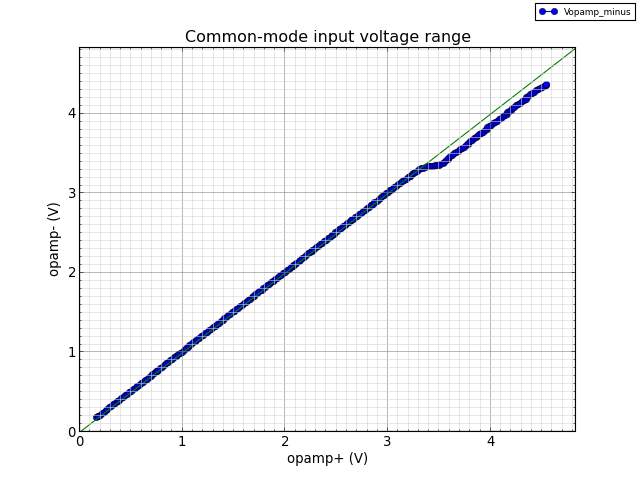 Vopamp_minus
Common-mode input voltage range
opamp- (V)
4
3
2
1
0
0 1 2 3 4
opamp+ (V)